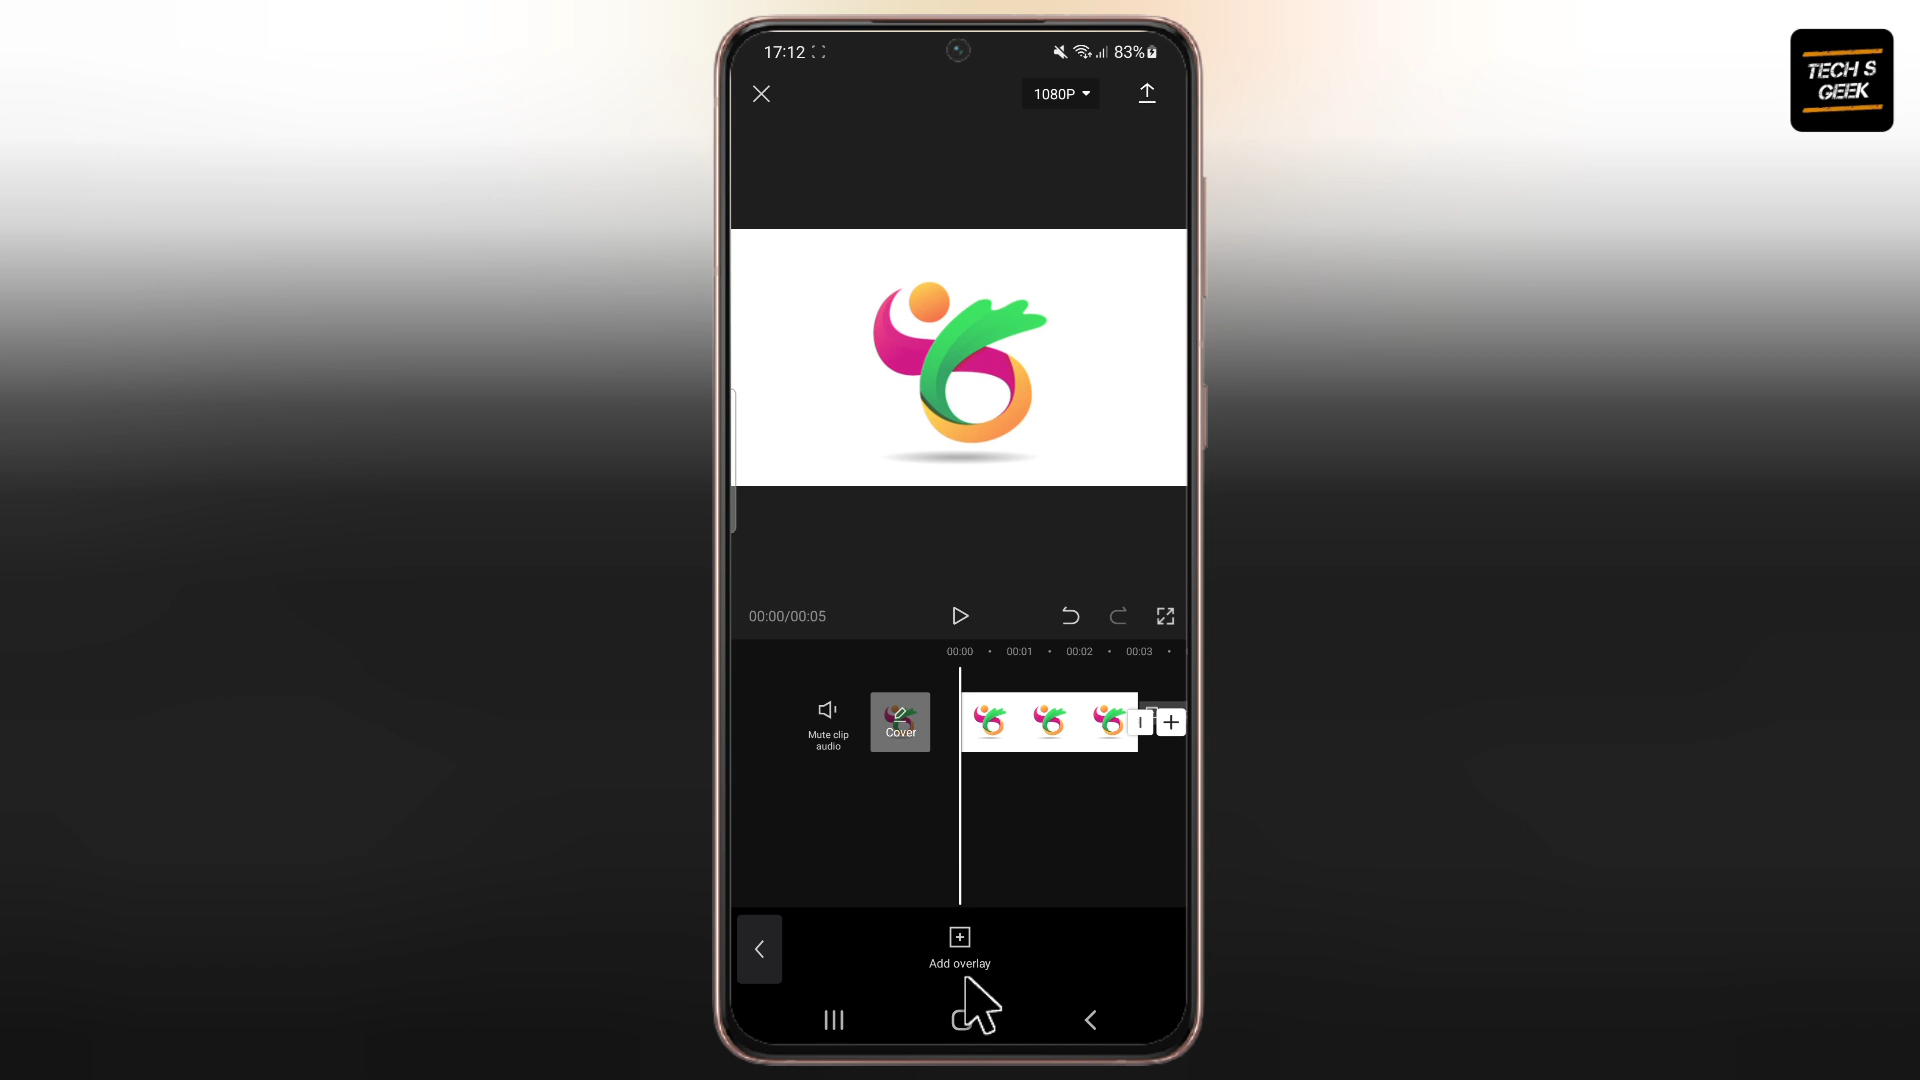 17:12
83%
TECH S
GEEK
1080P
00:00/00:05
00:00
00:01
00:02
00:03
Mute clip
audio
Cover
Add overlay